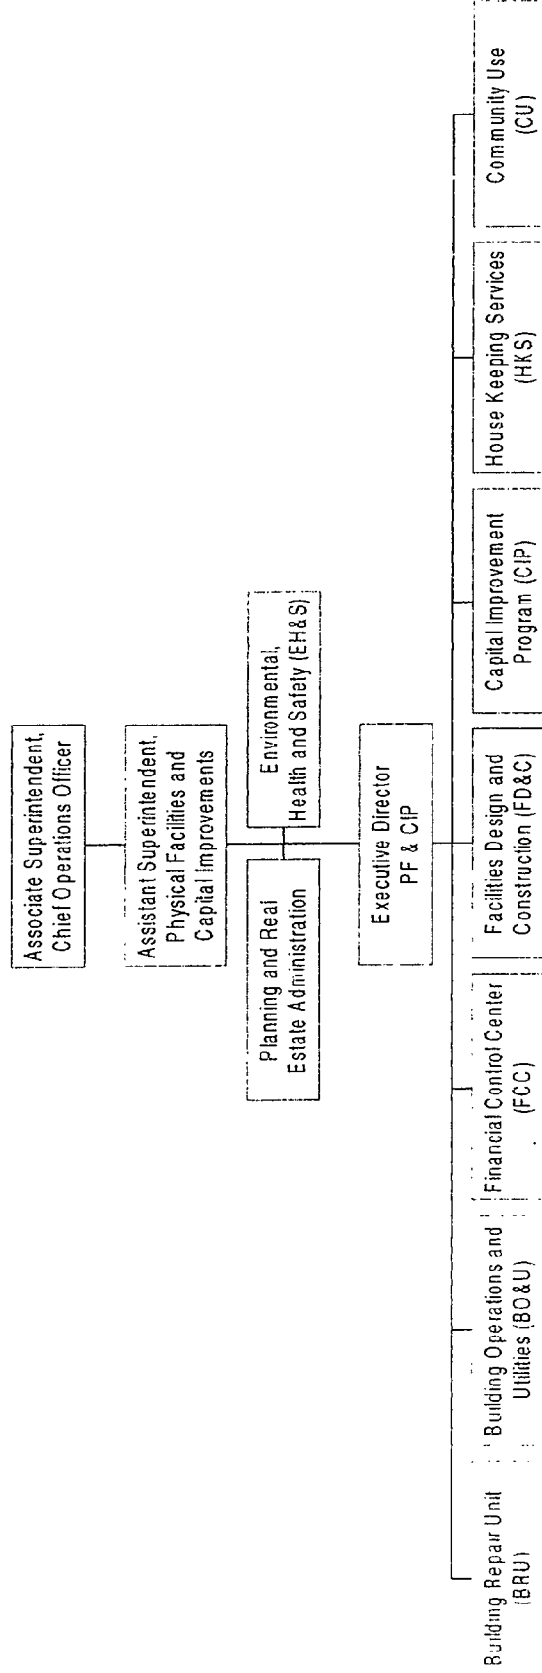 Associate Superintendent,
Chief Operations Officer
Assistant Superintendent,
Physical Facilities and
Capital Improvements
Planning and Real
Estate Administration
Environmental,
Health and Safety (EH&S)
Executive Director
PF & CIP
Building Repair Unit
(BRU)
Building Operations and
Utilities (BO&U)
Financial Control Center
(FCC)
Facilities Design and
Construction (FD&C)
Capital Improvement
Program (CIP)
House Keeping Services
(HKS)
Community Use
(CU)